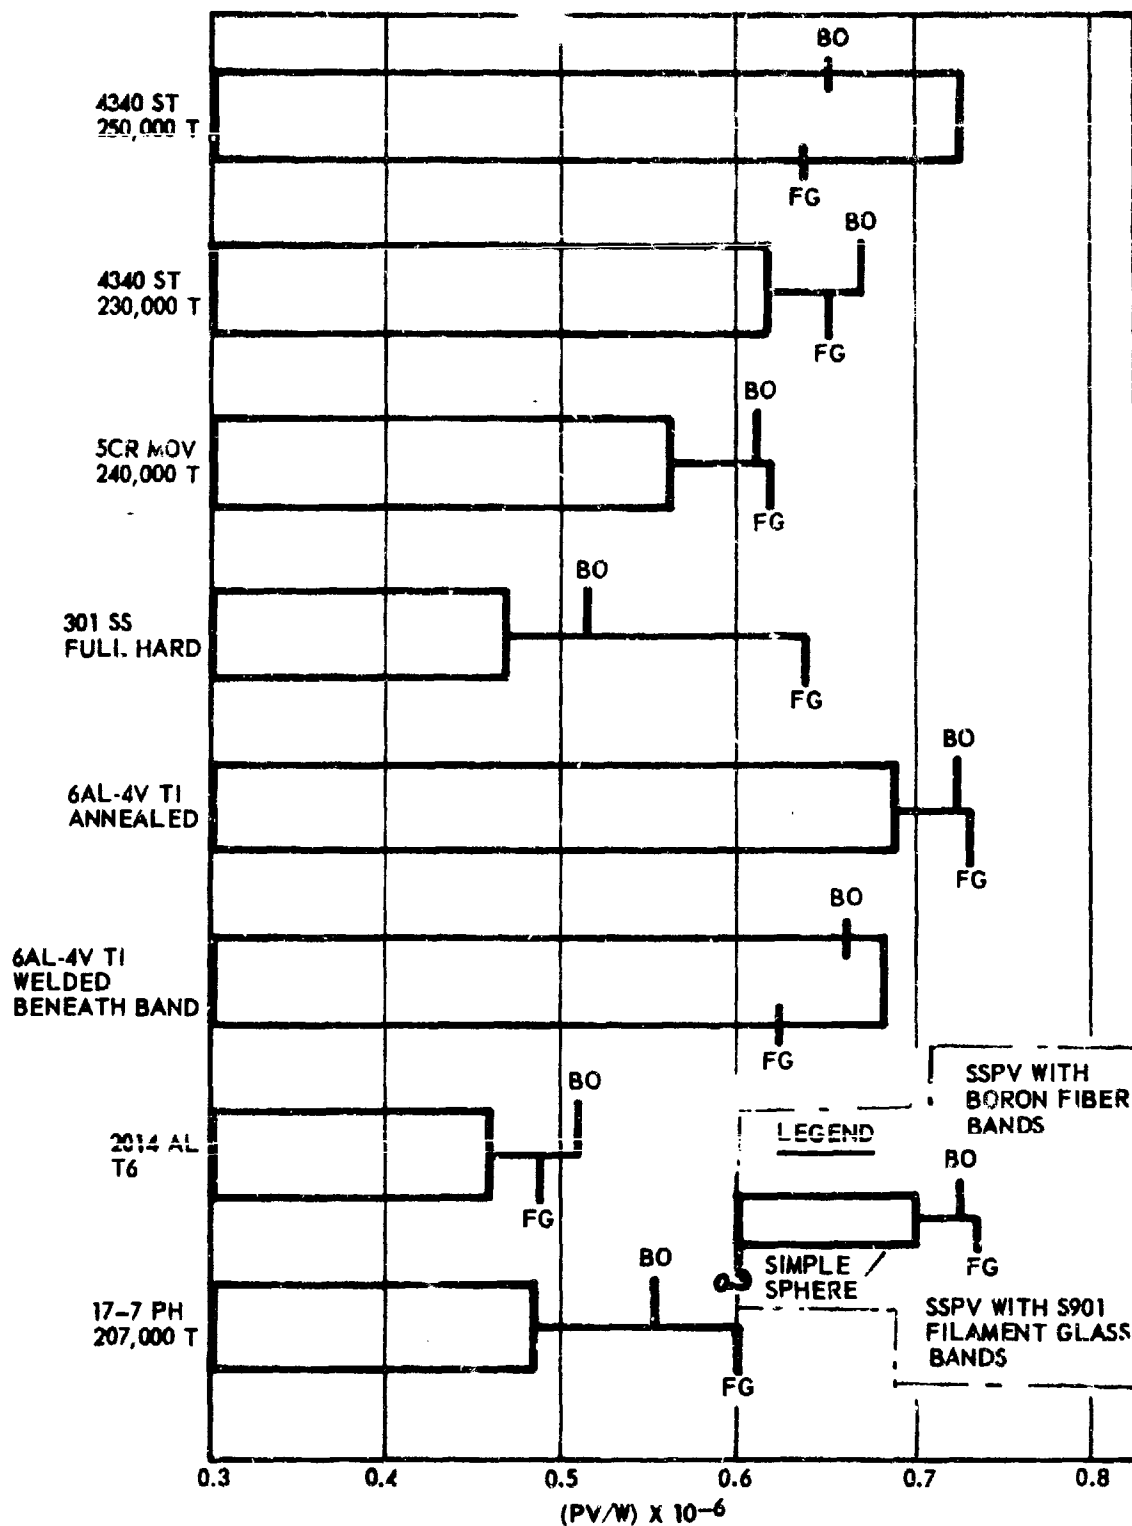 BO
4340 ST
250,000 T
FG
BO
4340 ST
230,000 T
FG
BO
5CR MOV
240,000 T
FG
BO
301 SS
FULL HARD
FG
BO
6AL-4V TI
ANNEALED
FG
BO
6AL-4V TI
WELDED
BENEATH BAND
FG
SSPV WITH
BORON FIBER
BANDS
BO
LEGEND
2014 AL
T6
BO
FG
BO
SIMPLE
SPHERE
FG
17-7 PH
207,000 T
SSPV WITH S901
FILAMENT GLASS
BANDS
FG
0.3 0.4 0.5 0.6 0.7 0.8
(PV/W) X 10-6